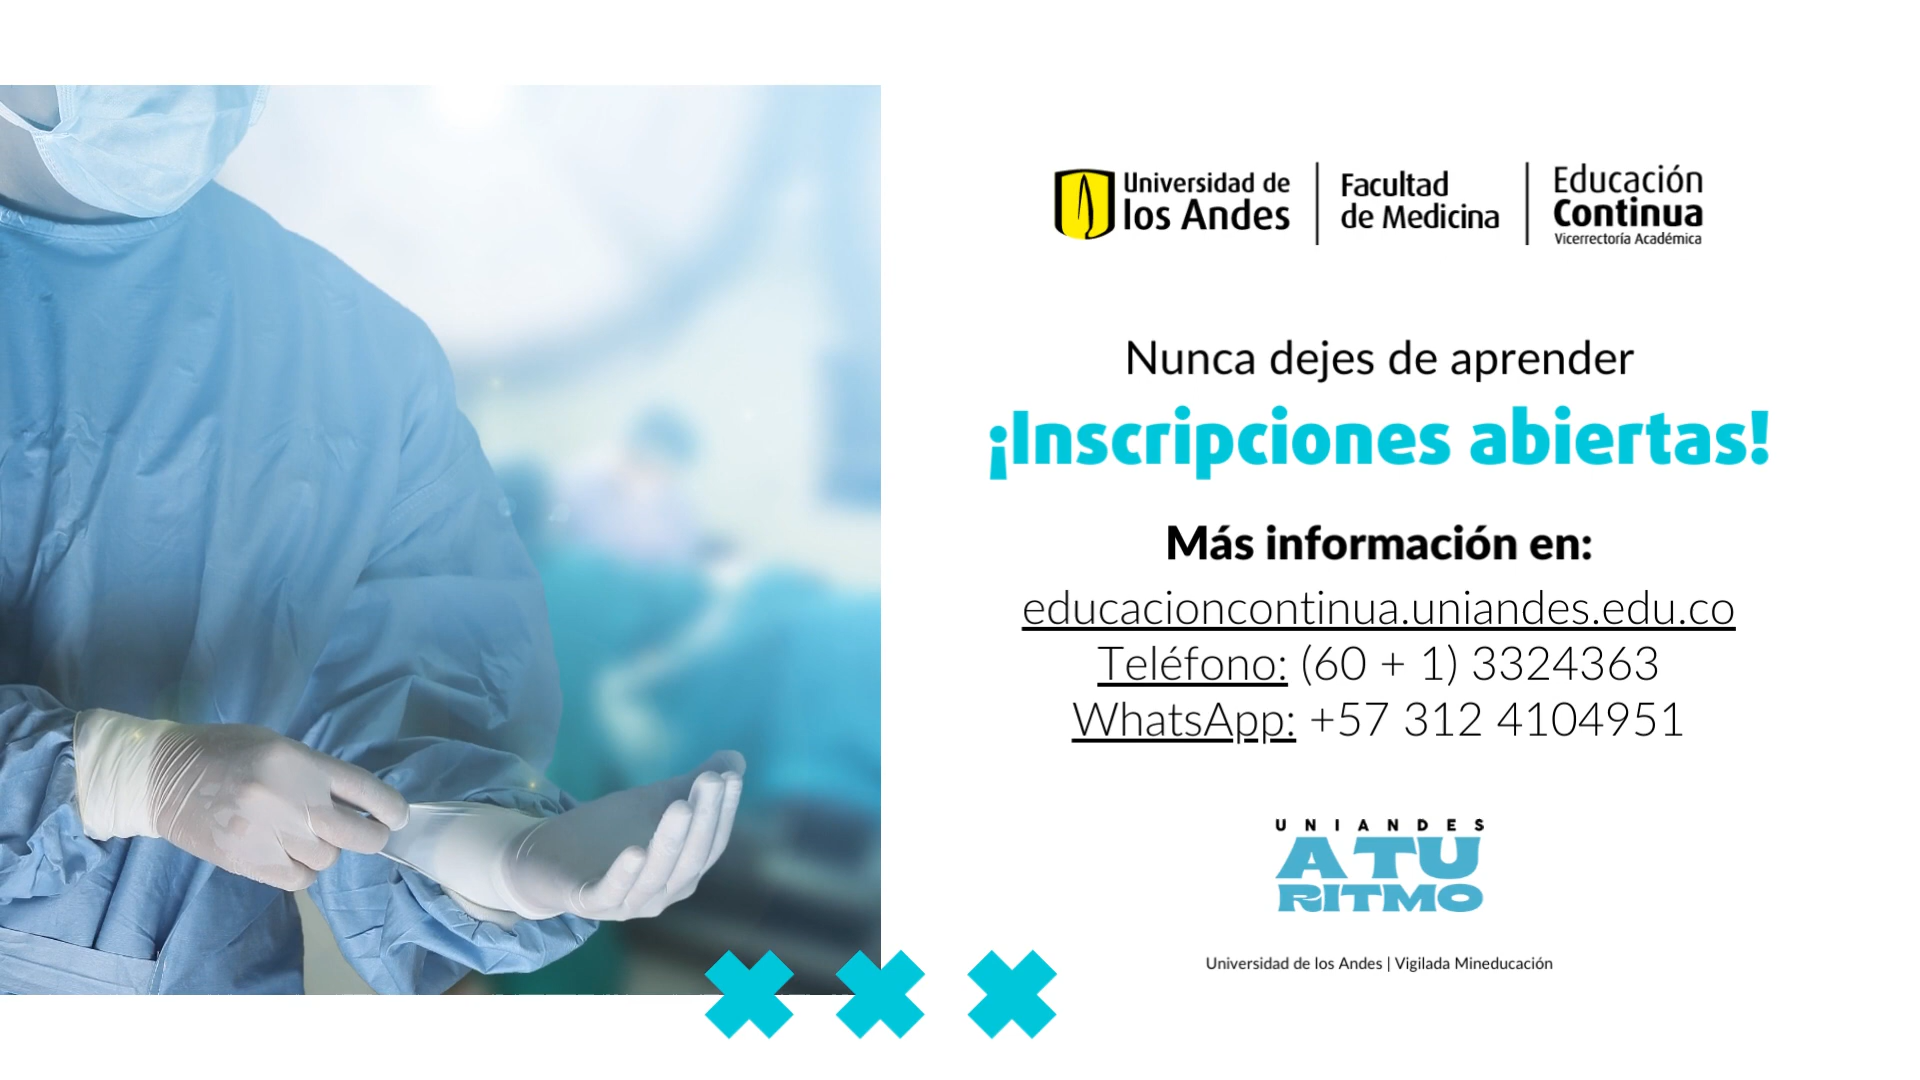 Universidad de
los Andes
Facultad
de Medicina
Educación
Continua
Vicerrectoría Académica
Nunca dejes de aprender
¡Inscripciones abiertas!
Más información en:
educacioncontinua.uniandes.edu.co
Teléfono: (60 + 1) 3324363
WhatsApp: +57 312 4104951
UNIANDES
A TU
RITMO
Universidad de los Andes | Vigilada Mineducación